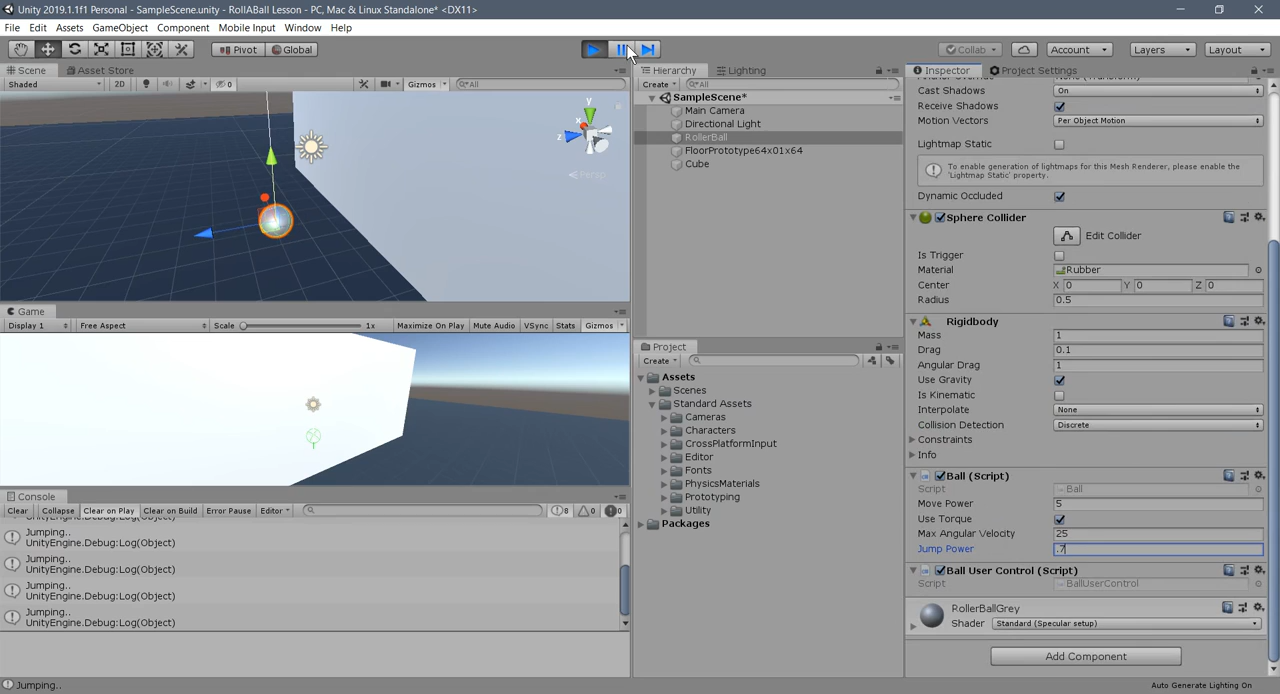 Unity 2019.1.1f1 Personal - SampleScene.unity - RollABall Lesson - PC, Mac & Linux Standalone* <DX11>
File Edit Assets GameObject Component Mobile Input Window Help
Pivot Global Collab Account Layers Layout
Scene Asset Store
Shaded 2D 0 Gizmos All
y
x
z
Persp
Game
Display 1 Free Aspect Scale 1x Maximize On Play Mute Audio VSync Stats Gizmos
Console
Clear Collapse Clear on Play Clear on Build Error Pause Editor 8 0 0
UnityEngine.Debug:Log(Object)
Jumping..
UnityEngine.Debug:Log(Object)
Jumping..
UnityEngine.Debug:Log(Object)
Jumping..
UnityEngine.Debug:Log(Object)
Jumping..
UnityEngine.Debug:Log(Object)
Jumping..
Hierarchy Lighting
Create All
SampleScene*
Main Camera
Directional Light
RollerBall
FloorPrototype64x01x64
Cube
Project
Create
Assets
Scenes
Standard Assets
Cameras
Characters
CrossPlatformInput
Editor
Fonts
PhysicsMaterials
Prototyping
Utility
Packages
Inspector Project Settings
Cast Shadows On
Receive Shadows
Motion Vectors Per Object Motion
Lightmap Static
To enable generation of lightmaps for this Mesh Renderer, please enable the
'Lightmap Static' property.
Dynamic Occluded
Sphere Collider
Edit Collider
Is Trigger
Material Rubber
Center X 0 Y 0 Z 0
Radius 0.5
Rigidbody
Mass 1
Drag 0.1
Angular Drag 1
Use Gravity
Is Kinematic
Interpolate None
Collision Detection Discrete
Constraints
Info
Ball (Script)
Script Ball
Move Power 5
Use Torque
Max Angular Velocity 25
Jump Power .7
Ball User Control (Script)
Script BallUserControl
RollerBallGrey
Shader Standard (Specular setup)
Add Component
Auto Generate Lighting On